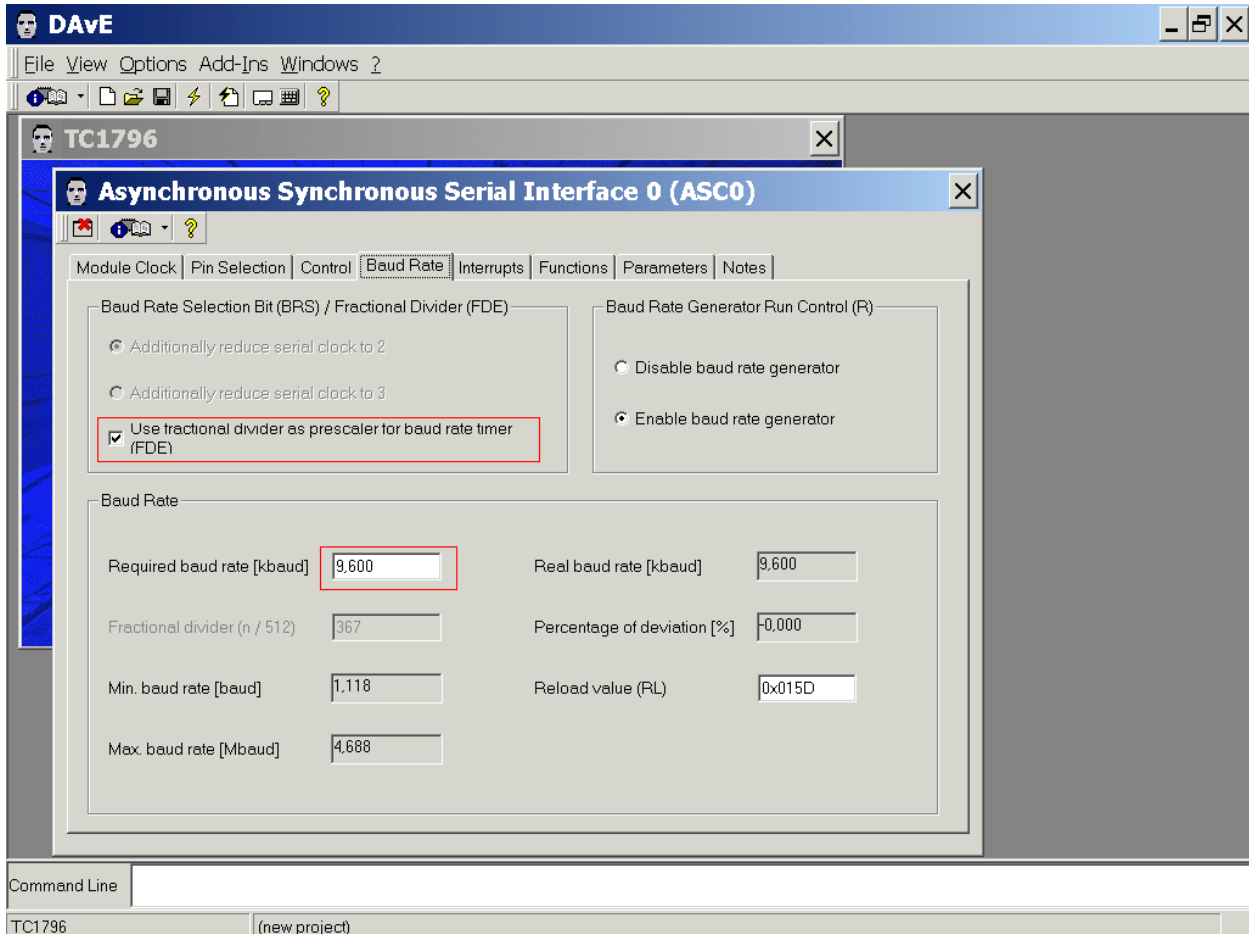 DAvE
File View Options Add-Ins Windows ?
TC1796
Asynchronous Synchronous Serial Interface 0 (ASC0)
Module Clock Pin Selection Control Baud Rate Interrupts Functions Parameters Notes
Baud Rate Selection Bit (BRS) / Fractional Divider (FDE)
Additionally reduce serial clock to 2
Additionally reduce serial clock to 3
Use fractional divider as prescaler for baud rate timer
(FDE)
Baud Rate Generator Run Control (R)
Disable baud rate generator
Enable baud rate generator
Baud Rate
Required baud rate [kbaud] 9,600
Real baud rate [kbaud] 9,600
Fractional divider (n / 512) 367
Percentage of deviation [%] -0,000
Min. baud rate [baud] 1,118
Reload value (RL) 0x015D
Max. baud rate [Mbaud] 4,688
Command Line
TC1796 (new project)